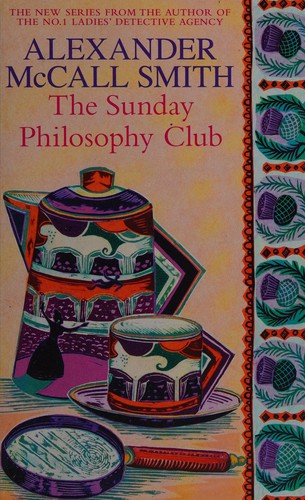 THE NEW SERIES FROM THE AUTHOR OF
THE NO.1 LADIES' DETECTIVE AGENCY
ALEXANDER
McCALL SMITH
The Sunday
Philosophy Club